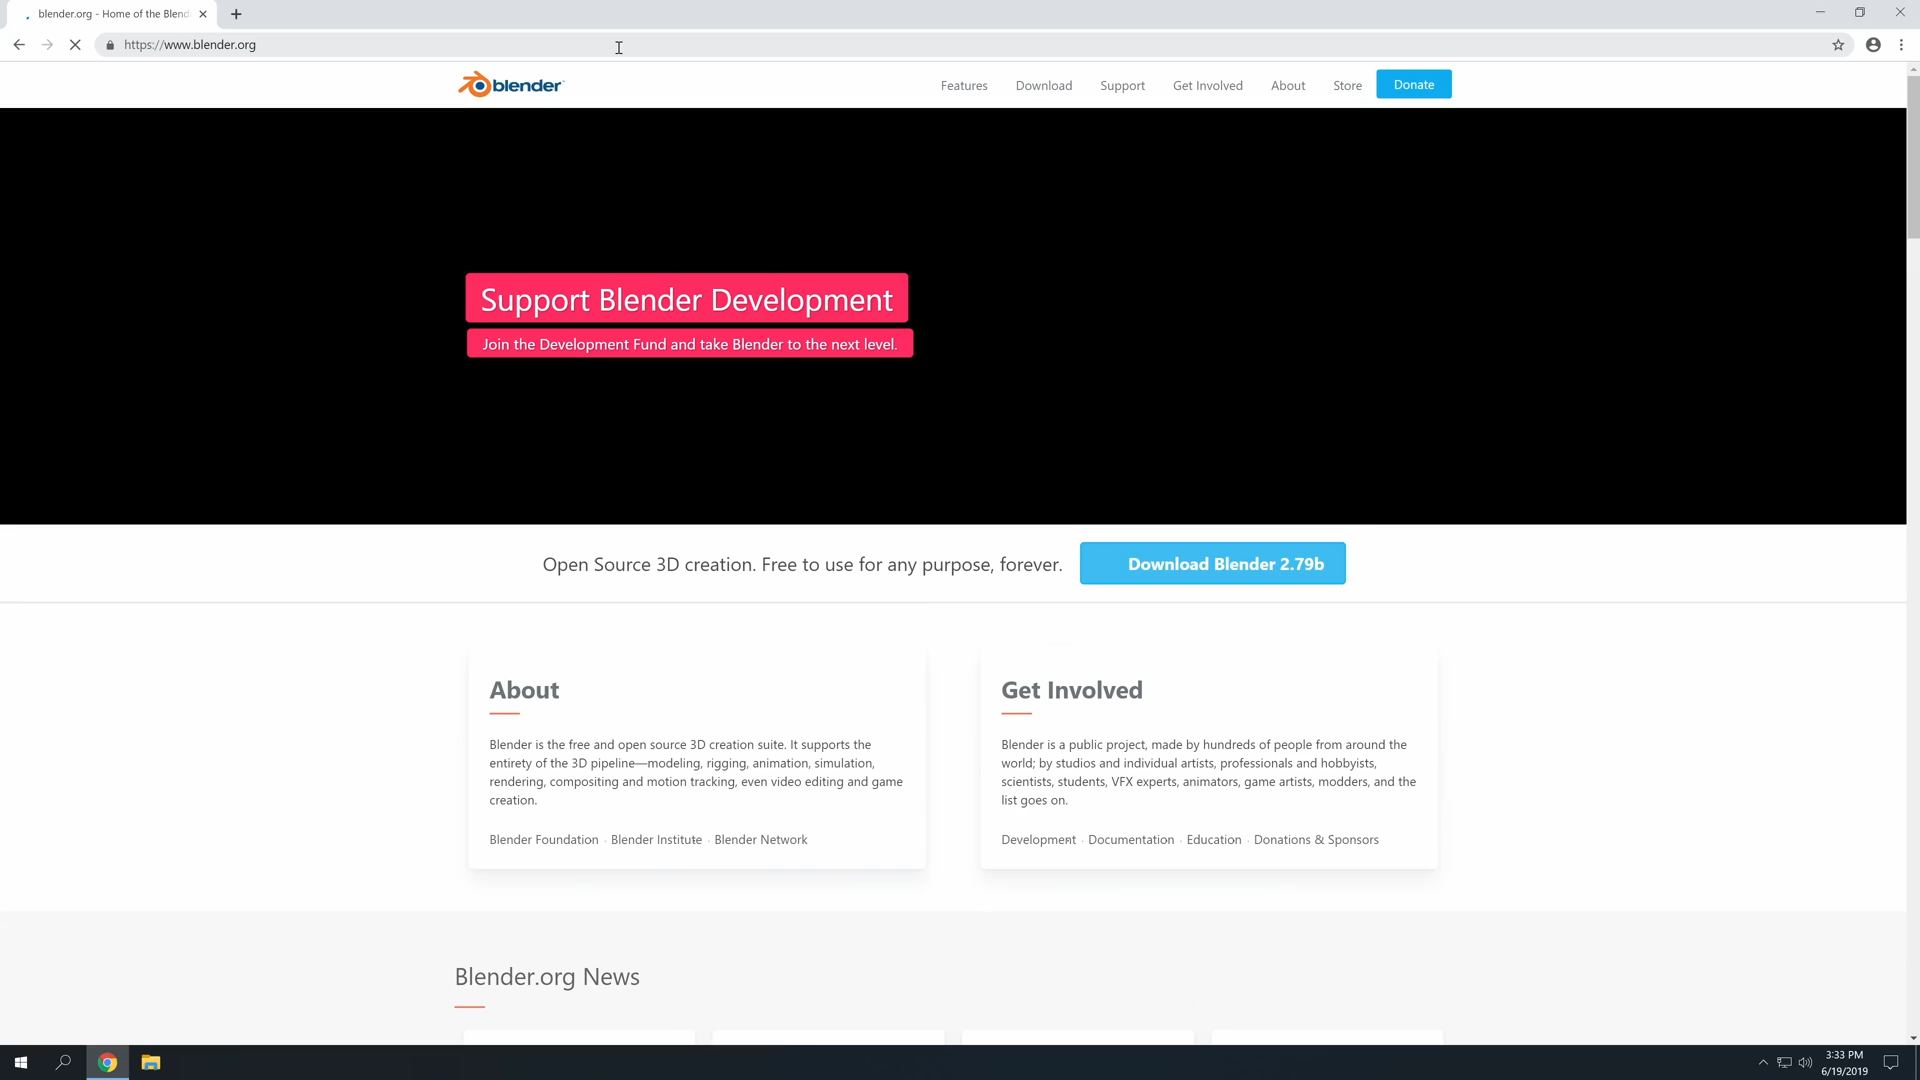 blender.org - Home of the Blend
https://www.blender.org
blender
Features
Download
Support
Get Involved
About
Store
Donate
Support Blender Development
Join the Development Fund and take Blender to the next level.
Open Source 3D creation. Free to use for any purpose, forever.
Download Blender 2.79b
About
Blender is the free and open source 3D creation suite. It supports the
entirety of the 3D pipeline—modeling, rigging, animation, simulation,
rendering, compositing and motion tracking, even video editing and game
creation.
Blender Foundation · Blender Institute · Blender Network
Get Involved
Blender is a public project, made by hundreds of people from around the
world; by studios and individual artists, professionals and hobbyists,
scientists, students, VFX experts, animators, game artists, modders, and the
list goes on.
Development · Documentation · Education · Donations & Sponsors
Blender.org News
3:33 PM
6/19/2019